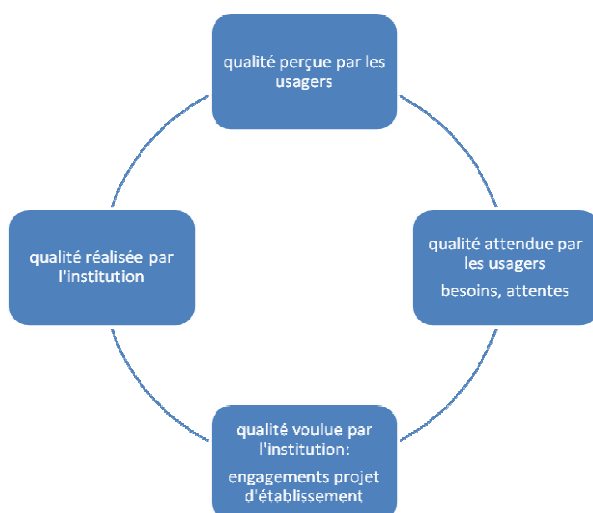 qualité perçue par les
usagers
qualité réalisée par
l'institution
qualité attendue par
les usagers
besoins, attentes
qualité voulue par
l'institution:
engagements projet
d'établissement